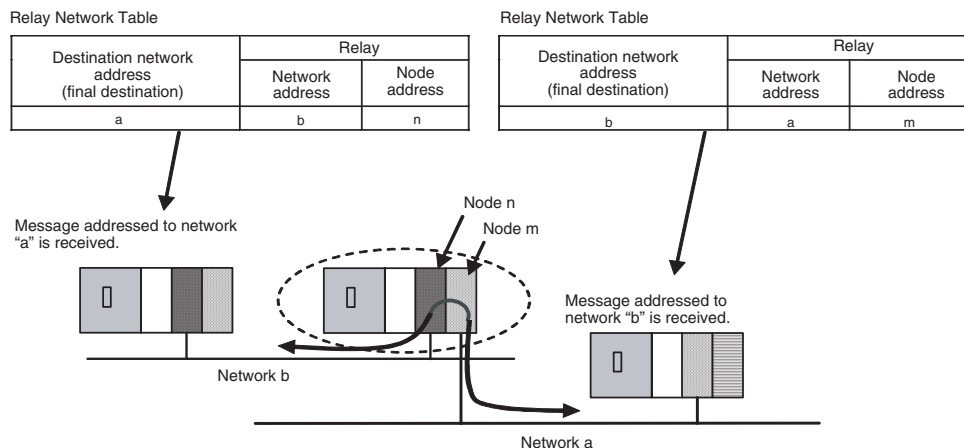 Relay Network Table
Destination network
address
(final destination)
Relay
Network
address
Node
address
a
b
n
Relay Network Table
Destination network
address
(final destination)
Relay
Network
address
Node
address
b
a
m
Message addressed to network
“a” is received.
Node n
Node m
Message addressed to
network “b” is received.
Network b
Network a